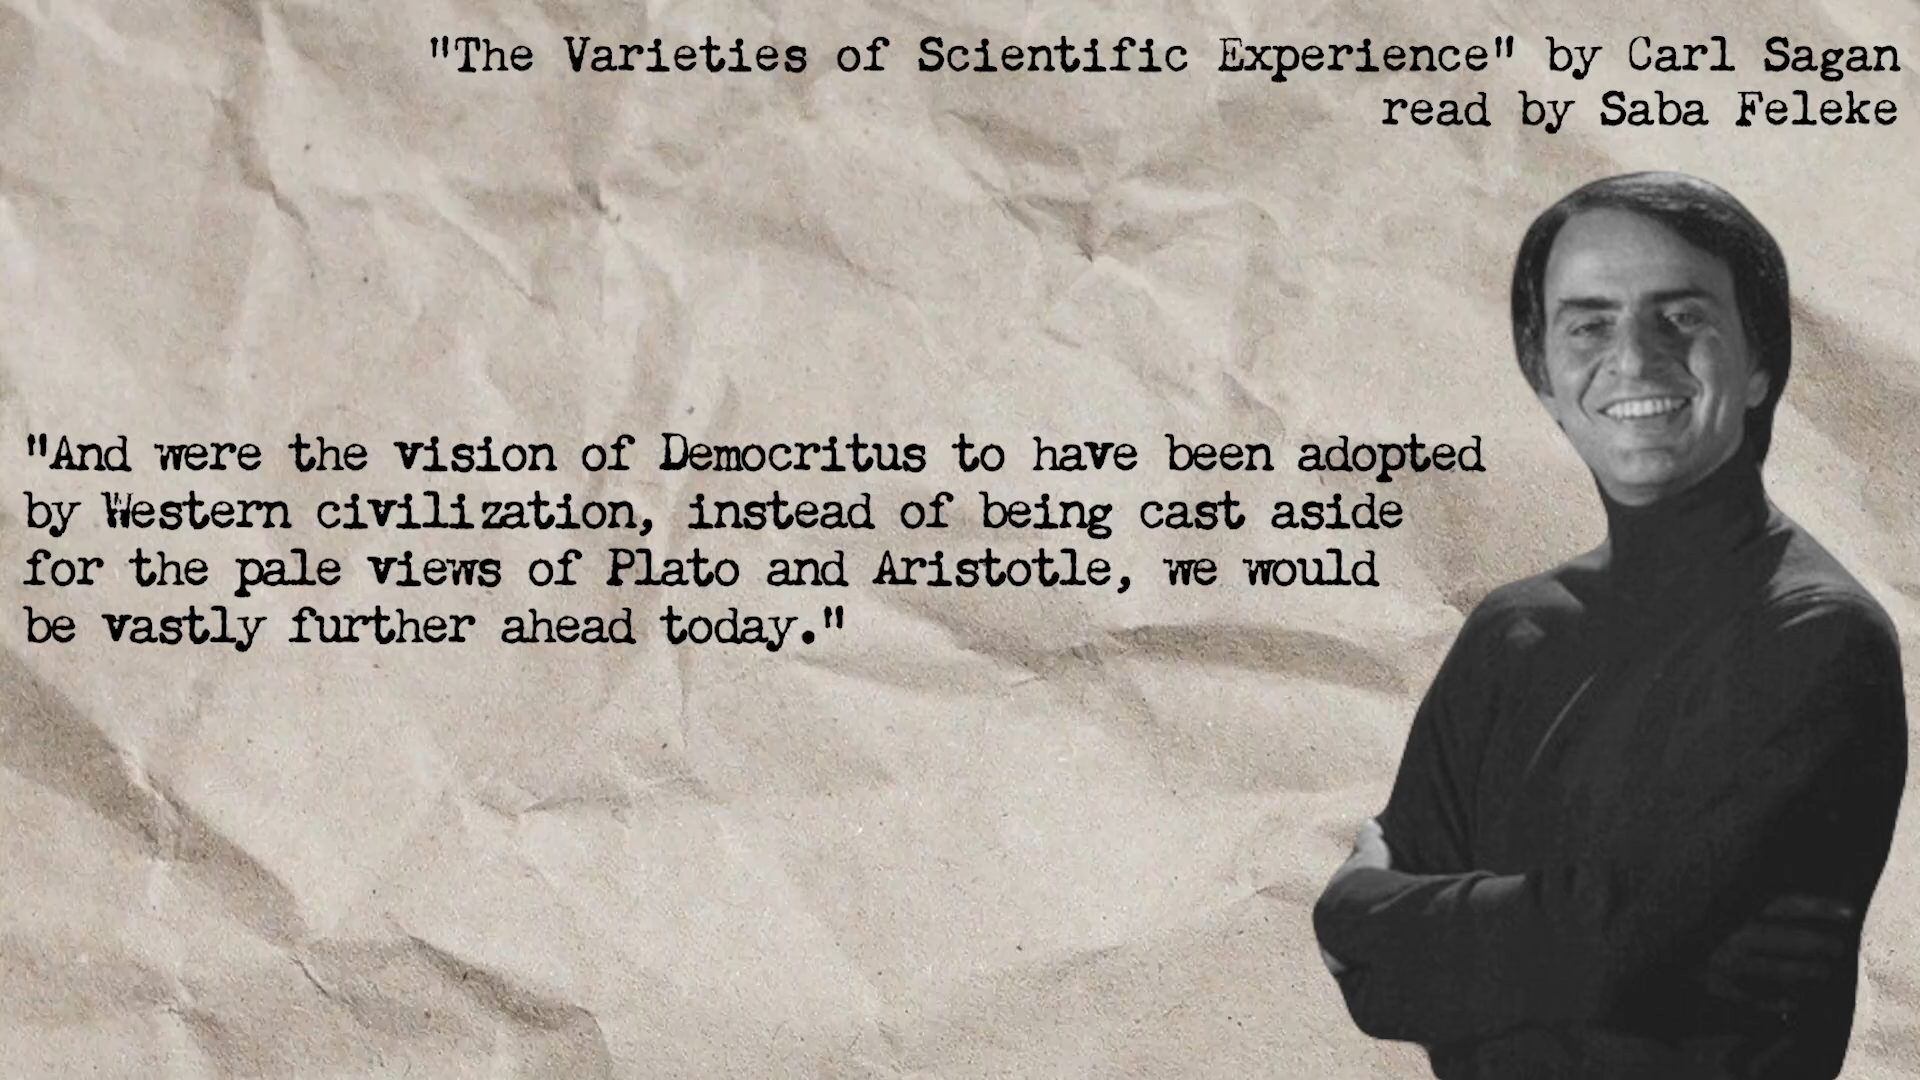 "The Varieties of Scientific Experience" by Carl Sagan
read by Saba Feleke
"And were the vision of Democritus to have been adopted
by Western civilization, instead of being cast aside
for the pale views of Plato and Aristotle, we would
be vastly further ahead today."